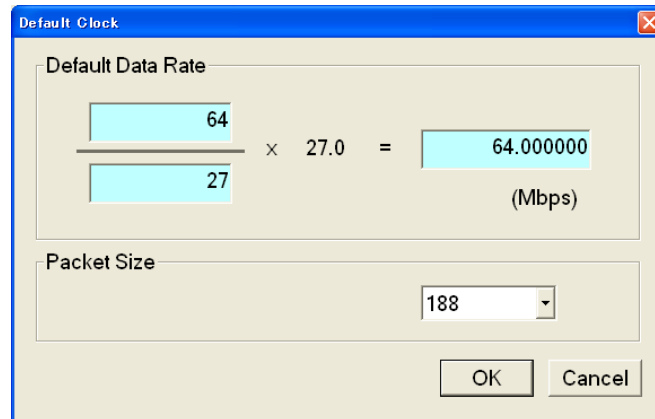 Default Clock
Default Data Rate
64
x 27.0 = 64.000000
27
(Mbps)
Packet Size
188
OK Cancel